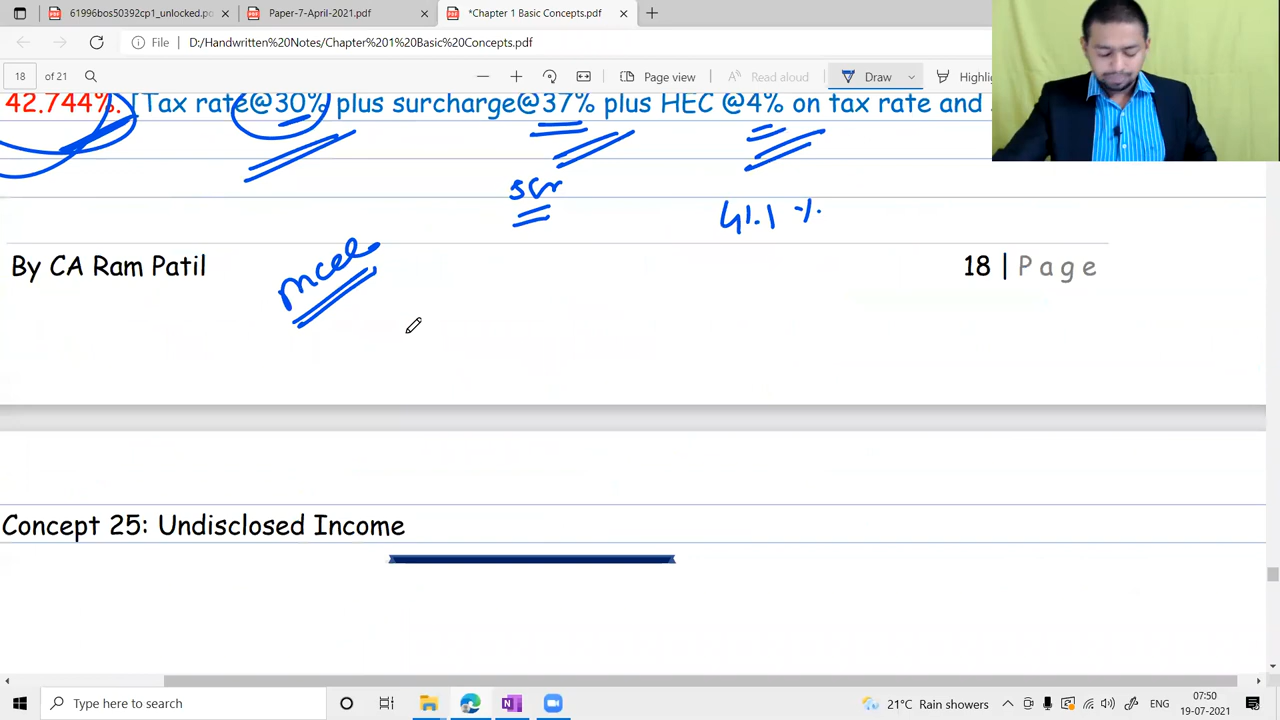 61996bos50392cp1_unlocked.po
Paper-7-April-2021.pdf
*Chapter 1 Basic Concepts.pdf
File
D:/Handwritten%20Notes/Chapter%201%20Basic%20Concepts.pdf
18 of 21
Page view
Read aloud
Draw
Highli
42.744%. [Tax rate@30% plus surcharge@37% plus HEC @4% on tax rate and
41.1 %
By CA Ram Patil
18 | Page
Concept 25: Undisclosed Income
Type here to search
21°C Rain showers
ENG
07:50
19-07-2021